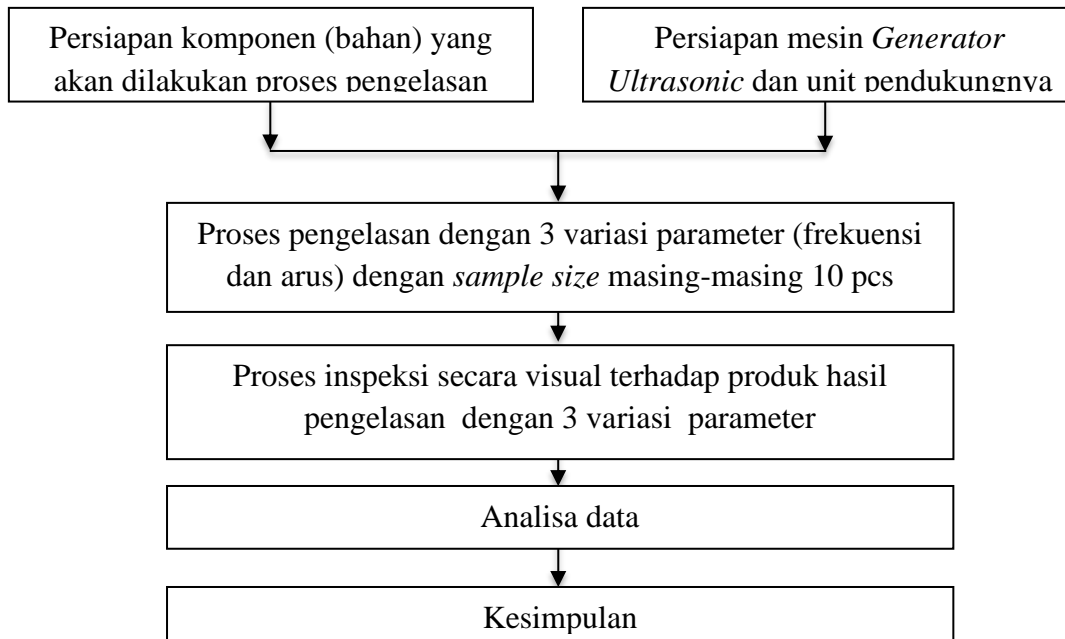 Persiapan komponen (bahan) yang
akan dilakukan proses pengelasan
Persiapan mesin Generator
Ultrasonic dan unit pendukungnya
Proses pengelasan dengan 3 variasi parameter (frekuensi
dan arus) dengan sample size masing-masing 10 pcs
Proses inspeksi secara visual terhadap produk hasil
pengelasan dengan 3 variasi parameter
Analisa data
Kesimpulan